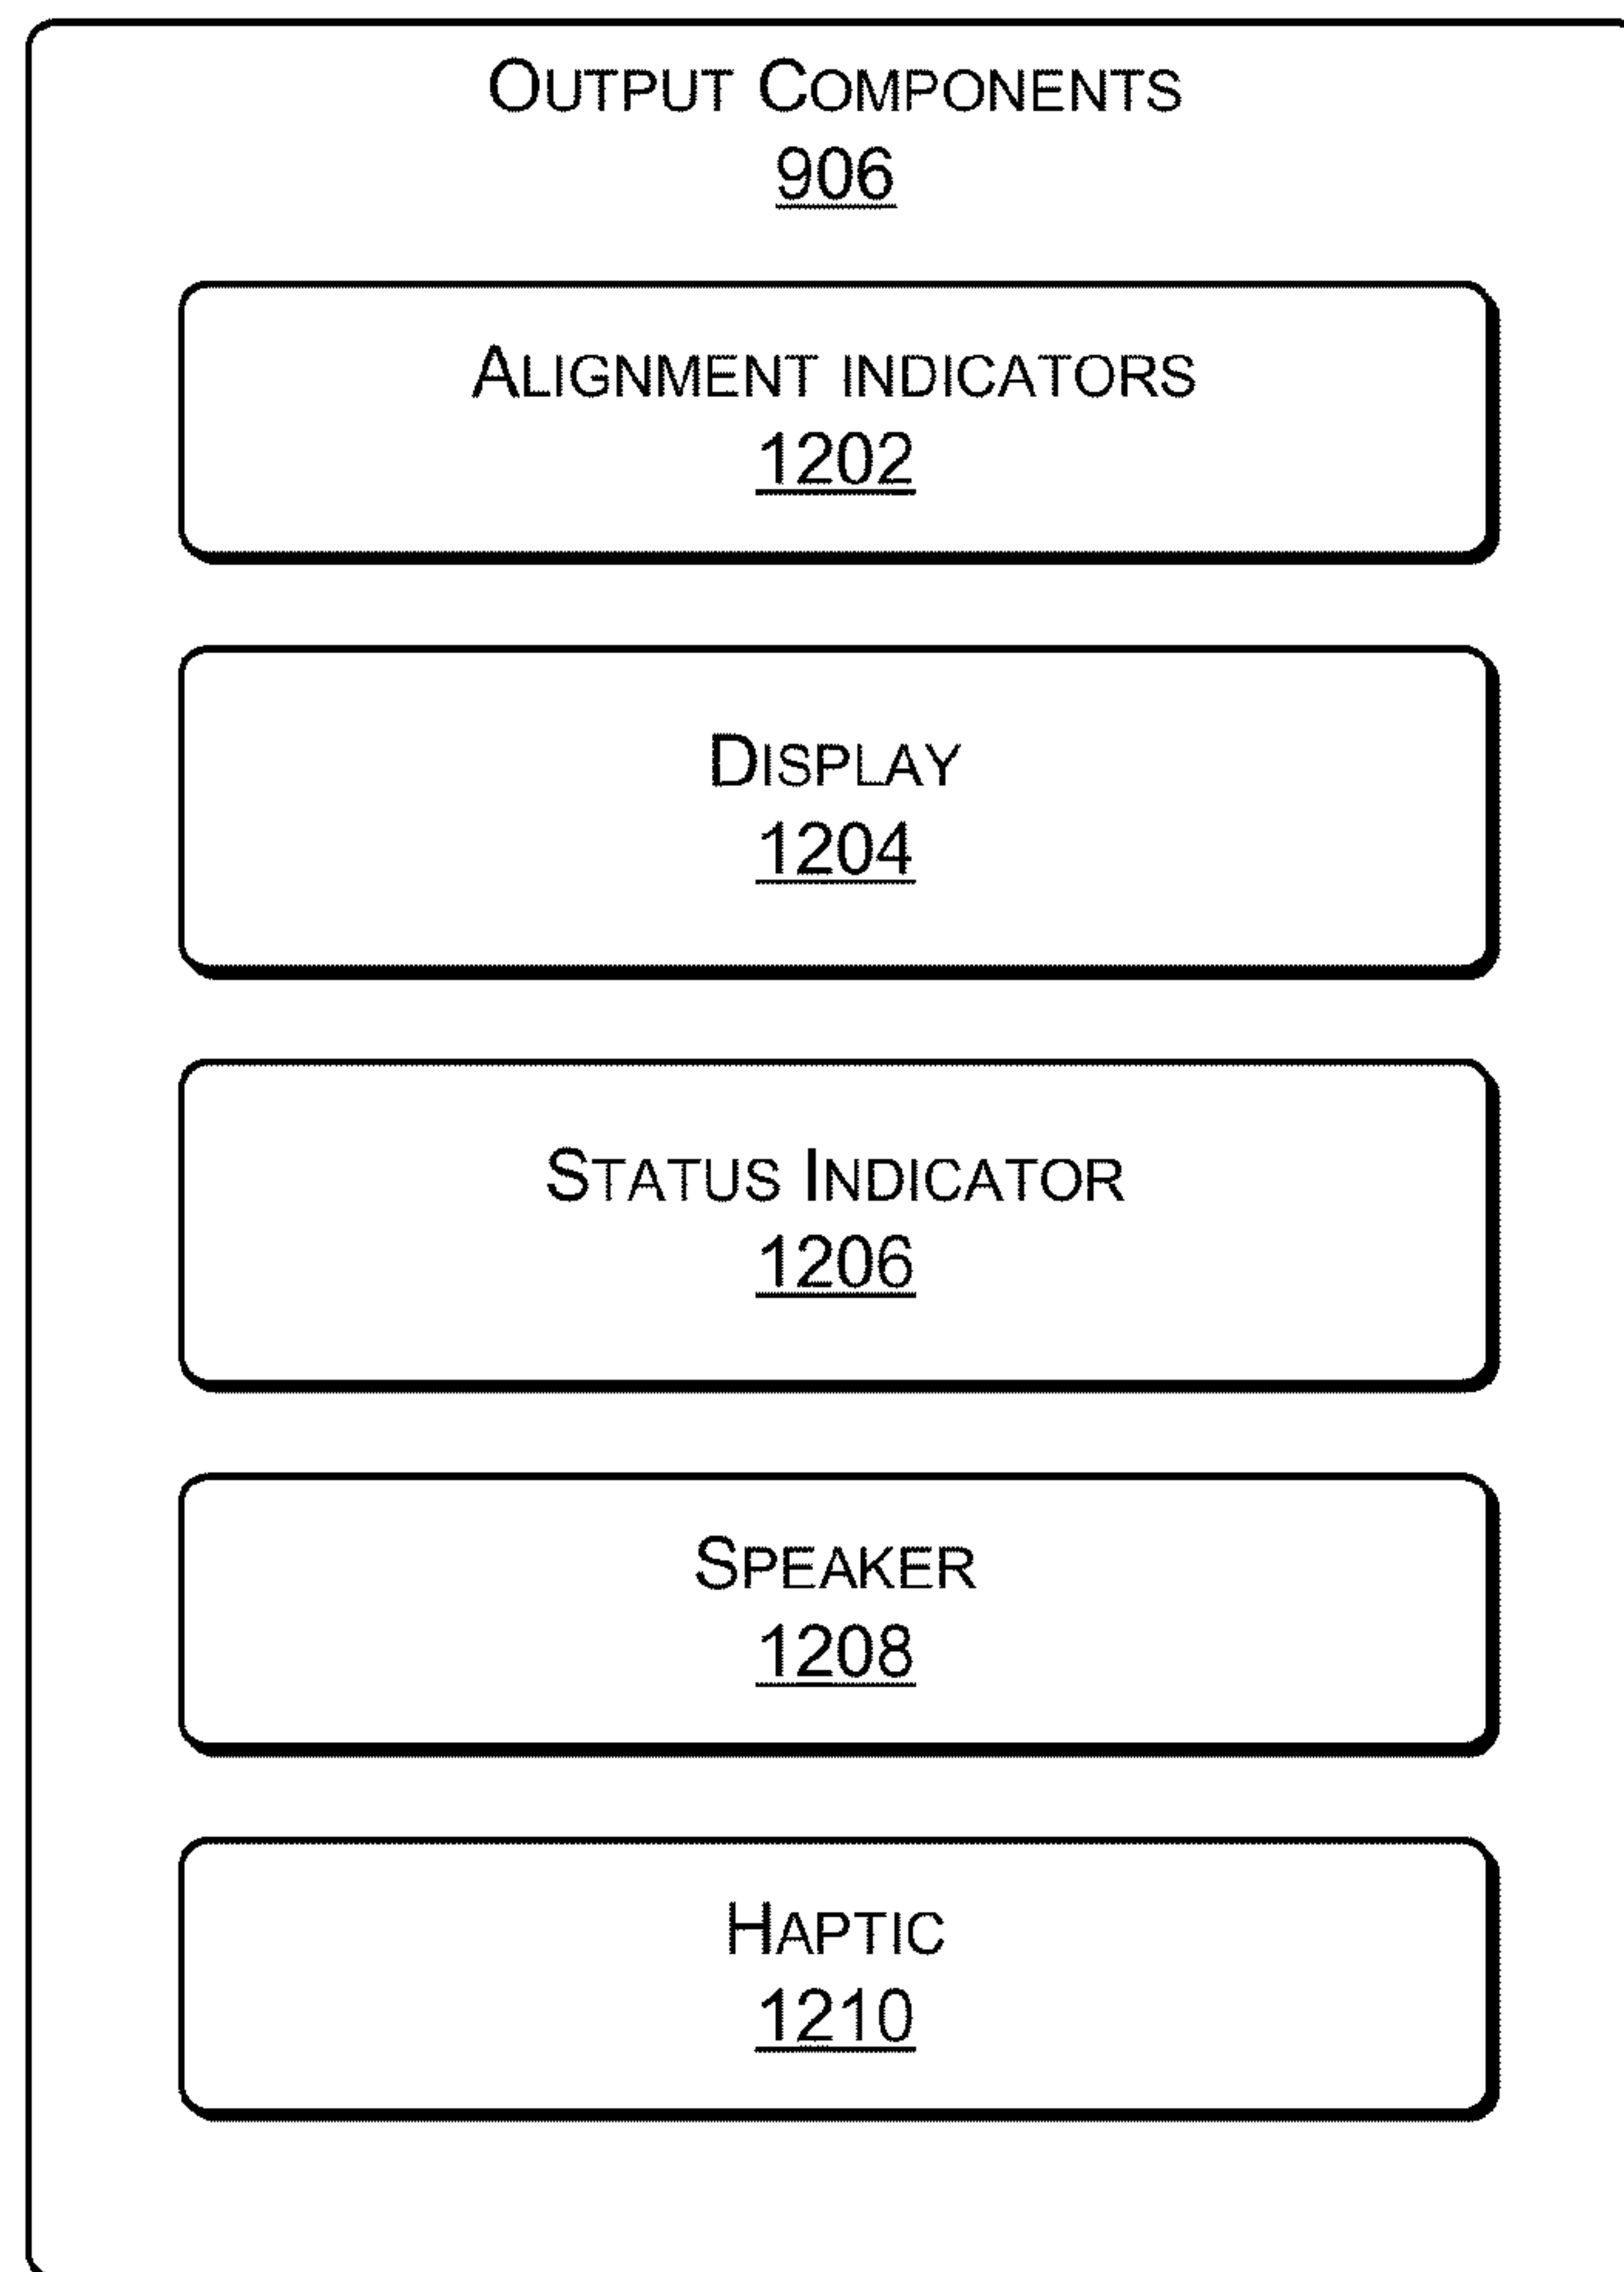 OUTPUT COMPONENTS
906
ALIGNMENT INDICATORS
1202
DISPLAY
1204
STATUS INDICATOR
1206
SPEAKER
1208
HAPTIC
1210